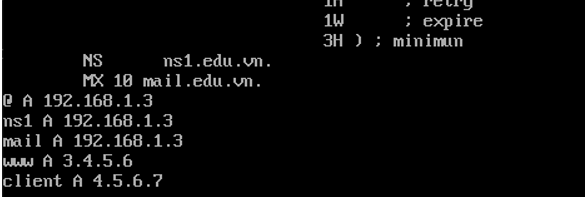 1H ; retry
1W ; expire
3H ) ; minimun
NS ns1.edu.vn.
MX 10 mail.edu.vn.
@ A 192.168.1.3
ns1 A 192.168.1.3
mail A 192.168.1.3
www A 3.4.5.6
client A 4.5.6.7